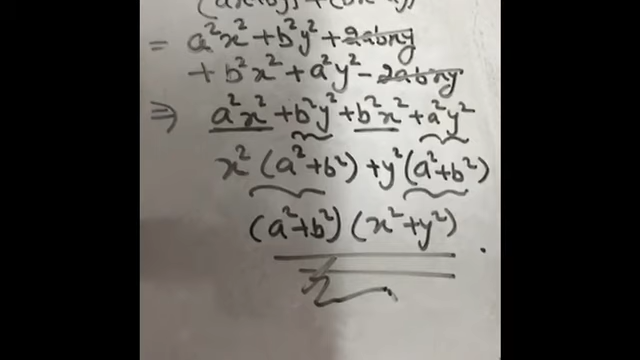 = a²x² + b²y² + 2abxy
+ b²x² + a²y² - 2abxy
⇒ a²x² + b²y² + b²x² + a²y²
x² (a² + b²) + y² (a² + b²)
(a² + b²) (x² + y²)